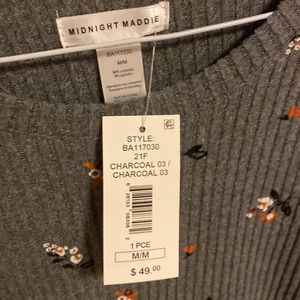 MIDNIGHT MADDIE
BA117030
M/M
STYLE:
BA117030
21F
CHARCOAL 03 /
CHARCOAL 03
1 PCE
M/M
$ 49.00